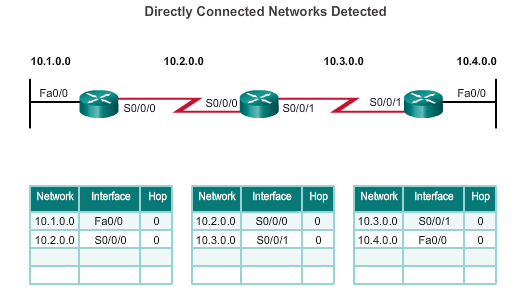 Directly Connected Networks Detected
10.1.0.0 10.2.0.0 10.3.0.0 10.4.0.0
Fa0/0 S0/0/0 S0/0/0 S0/0/1 S0/0/1 Fa0/0
Network Interface Hop
10.1.0.0 Fa0/0 0
10.2.0.0 S0/0/0 0
Network Interface Hop
10.2.0.0 S0/0/0 0
10.3.0.0 S0/0/1 0
Network Interface Hop
10.3.0.0 S0/0/1 0
10.4.0.0 Fa0/0 0